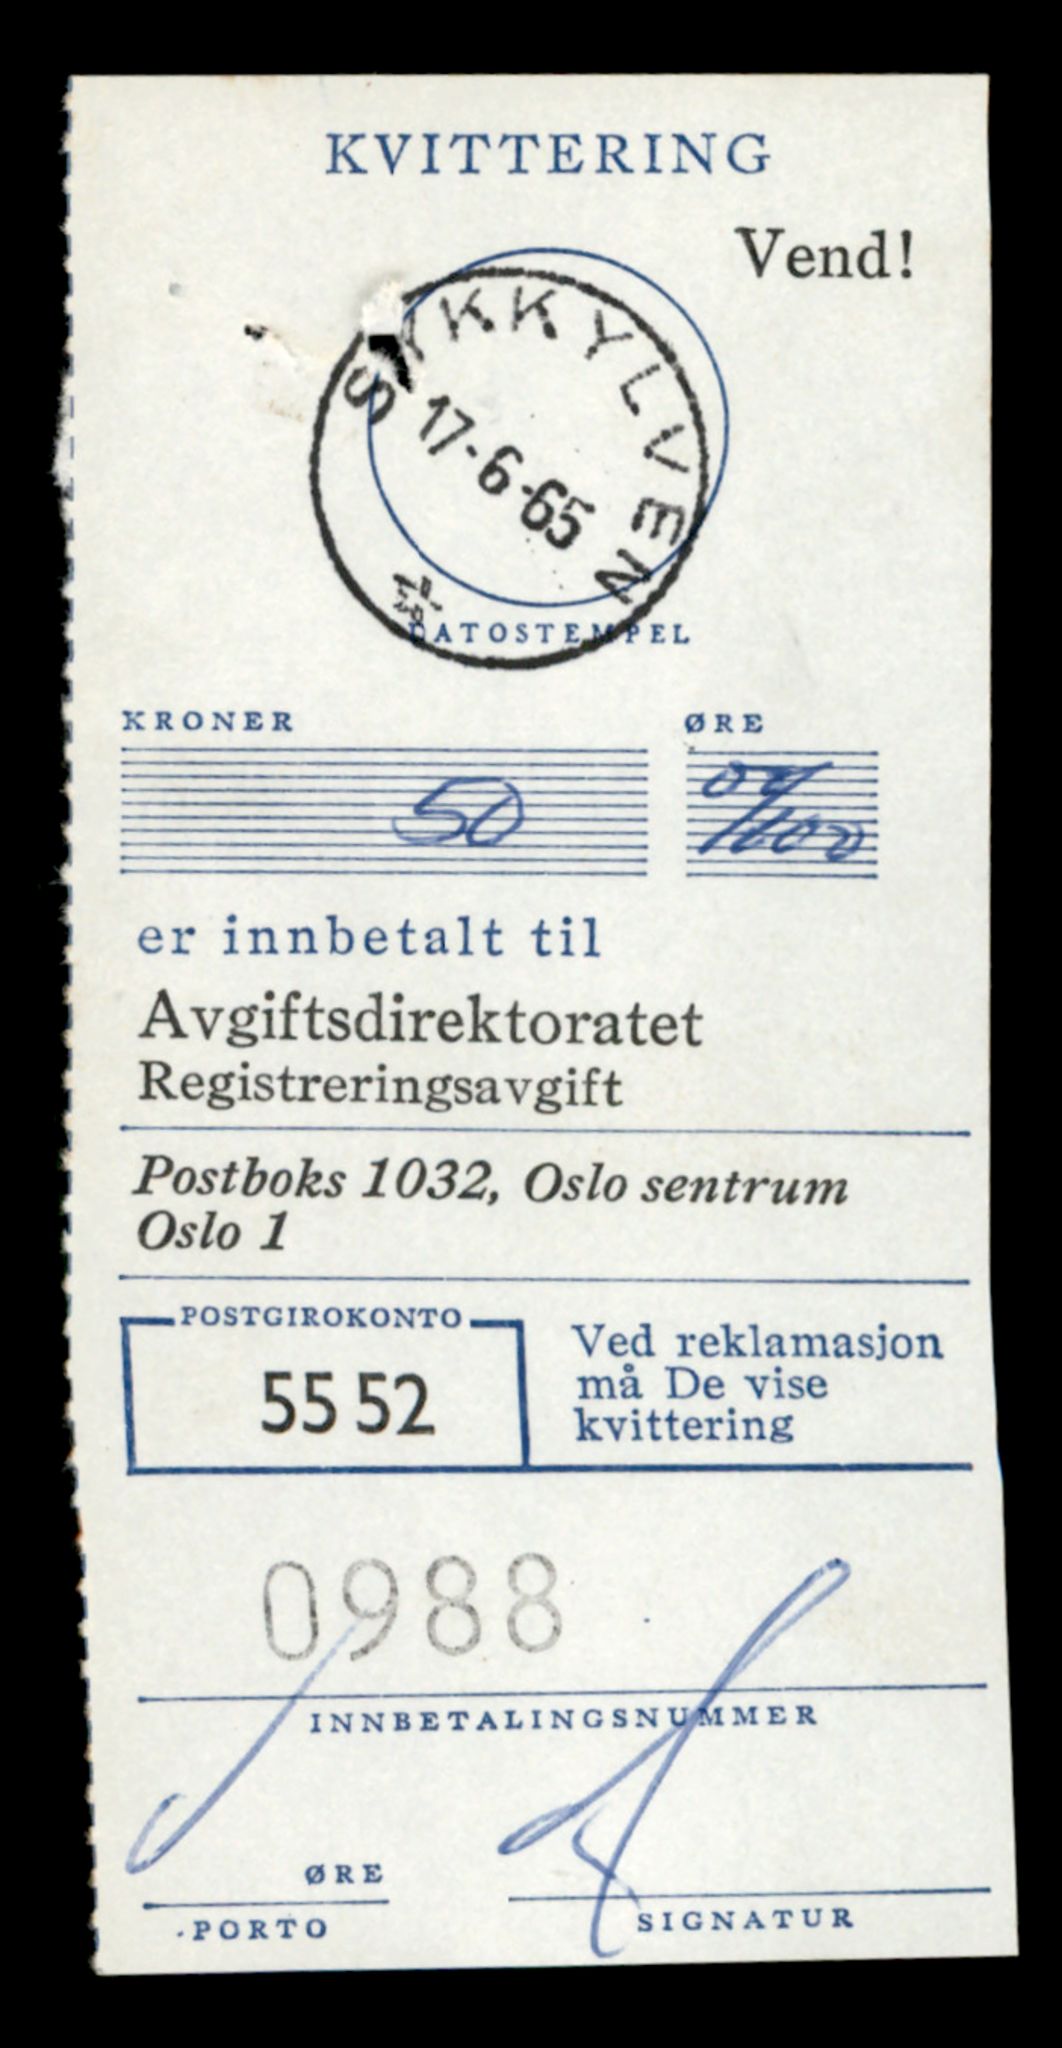 KVITTERING
Vend!
SYKKYLVEN
17-6-65
DATOSTEMPEL
KRONER
ØRE
50
00/100
er innbetalt til
Avgiftsdirektoratet
Registreringsavgift
Postboks 1032, Oslo sentrum
Oslo 1
POSTGIROKONTO
55 52
Ved reklamasjon
må De vise
kvittering
0988
INNBETALINGSNUMMER
ØRE
PORTO
SIGNATUR